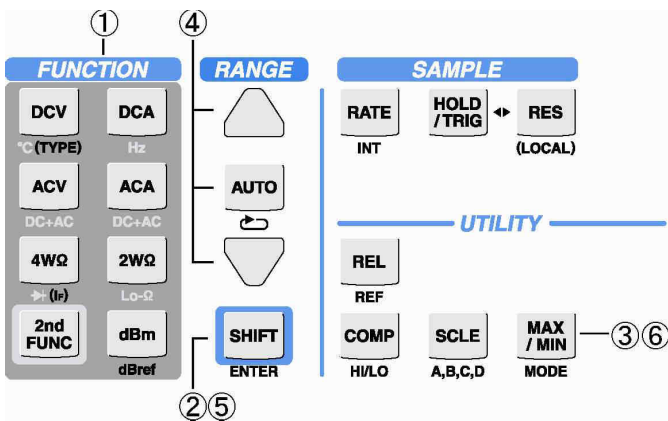 ① ④
FUNCTION RANGE SAMPLE
DCV DCA RATE HOLD /TRIG RES
°C (TYPE) Hz INT (LOCAL)
ACV ACA AUTO
DC+AC DC+AC
UTILITY
4WΩ 2WΩ REL
(IF) Lo-Ω REF
2nd FUNC dBm SHIFT COMP SCLE MAX / MIN ③⑥
dBref ENTER HI/LO A,B,C,D MODE
②⑤